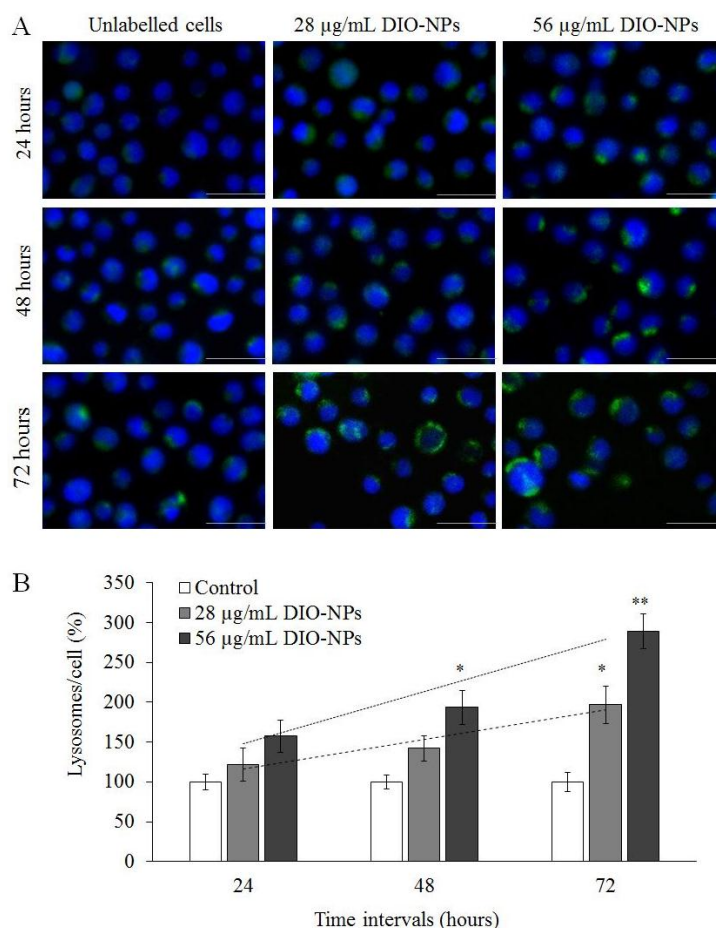 A
Unlabelled cells 28 µg/mL DIO-NPs 56 µg/mL DIO-NPs
24 hours
48 hours
72 hours
B
350
300
250
200
150
100
50
0
Lysosomes/cell (%)
Control
28 µg/mL DIO-NPs
56 µg/mL DIO-NPs
* * **
24 48 72
Time intervals (hours)